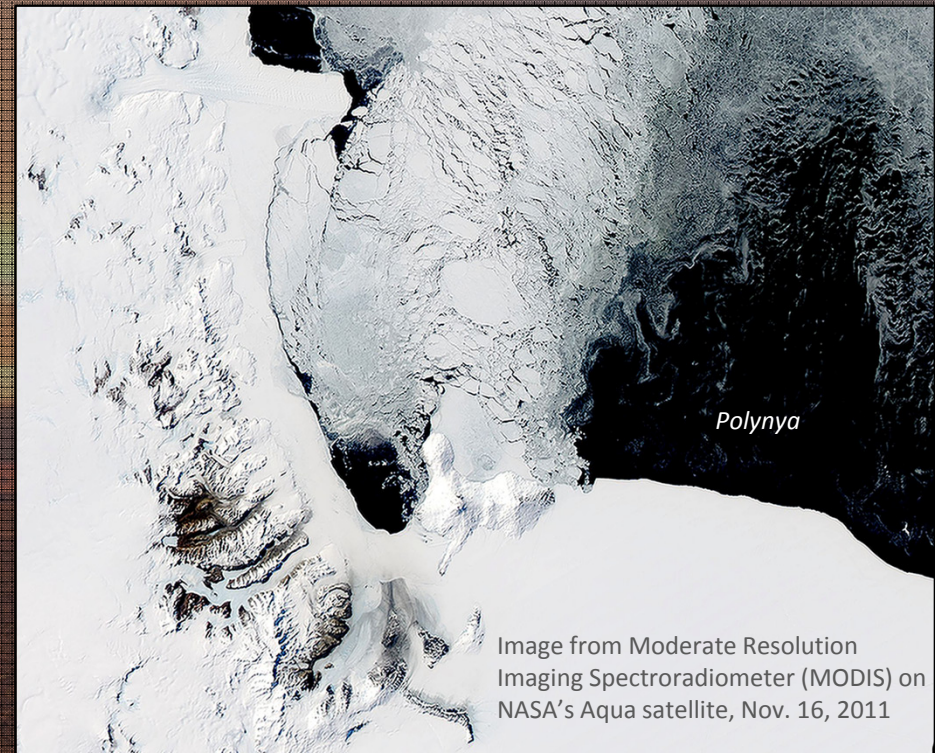 Polynya
Image from Moderate Resolution
Imaging Spectroradiometer (MODIS) on
NASA’s Aqua satellite, Nov. 16, 2011